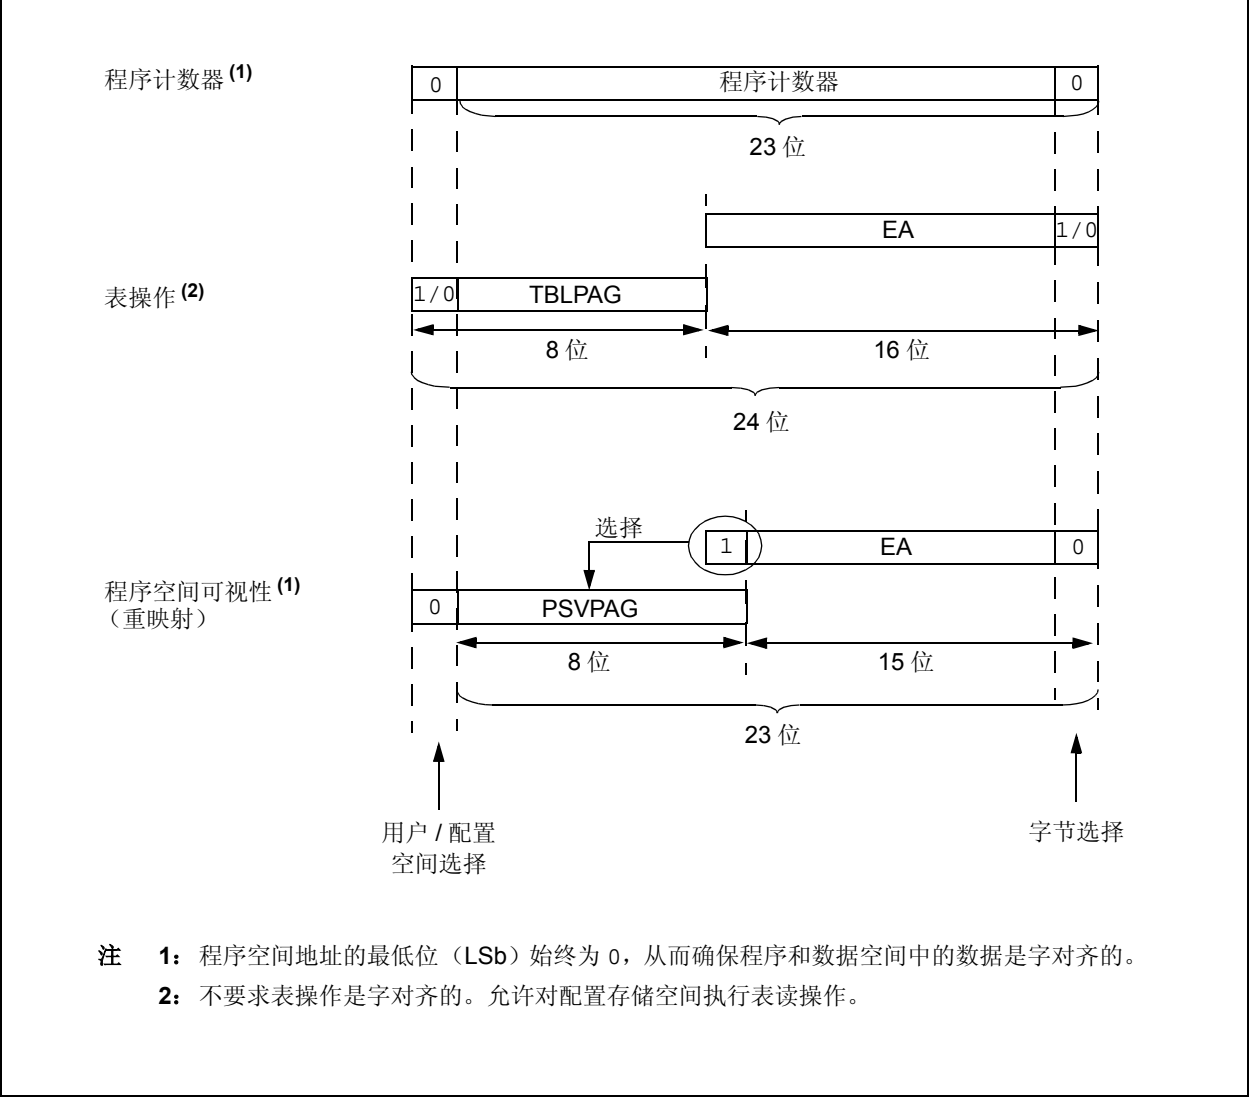 程序计数器 (1)
0 程序计数器 0
23 位
EA 1/0
表操作 (2)
1/0 TBLPAG
8 位 16 位
24 位
选择
1 EA 0
程序空间可视性 (1)
（重映射）
0 PSVPAG
8 位 15 位
23 位
用户 / 配置
空间选择
字节选择
注 1： 程序空间地址的最低位（LSb）始终为 0，从而确保程序和数据空间中的数据是字对齐的。
2： 不要求表操作是字对齐的。允许对配置存储空间执行表读操作。